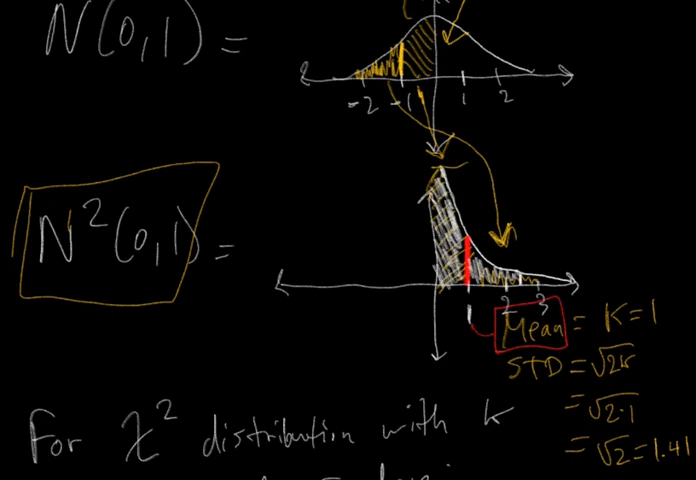 N(0,1) =
-2 -1 1 2
N²(0,1) =
1 2 3
Mean = K=1
STD = √2K
= √2·1
= √2 = 1.41
For χ² distribution with k